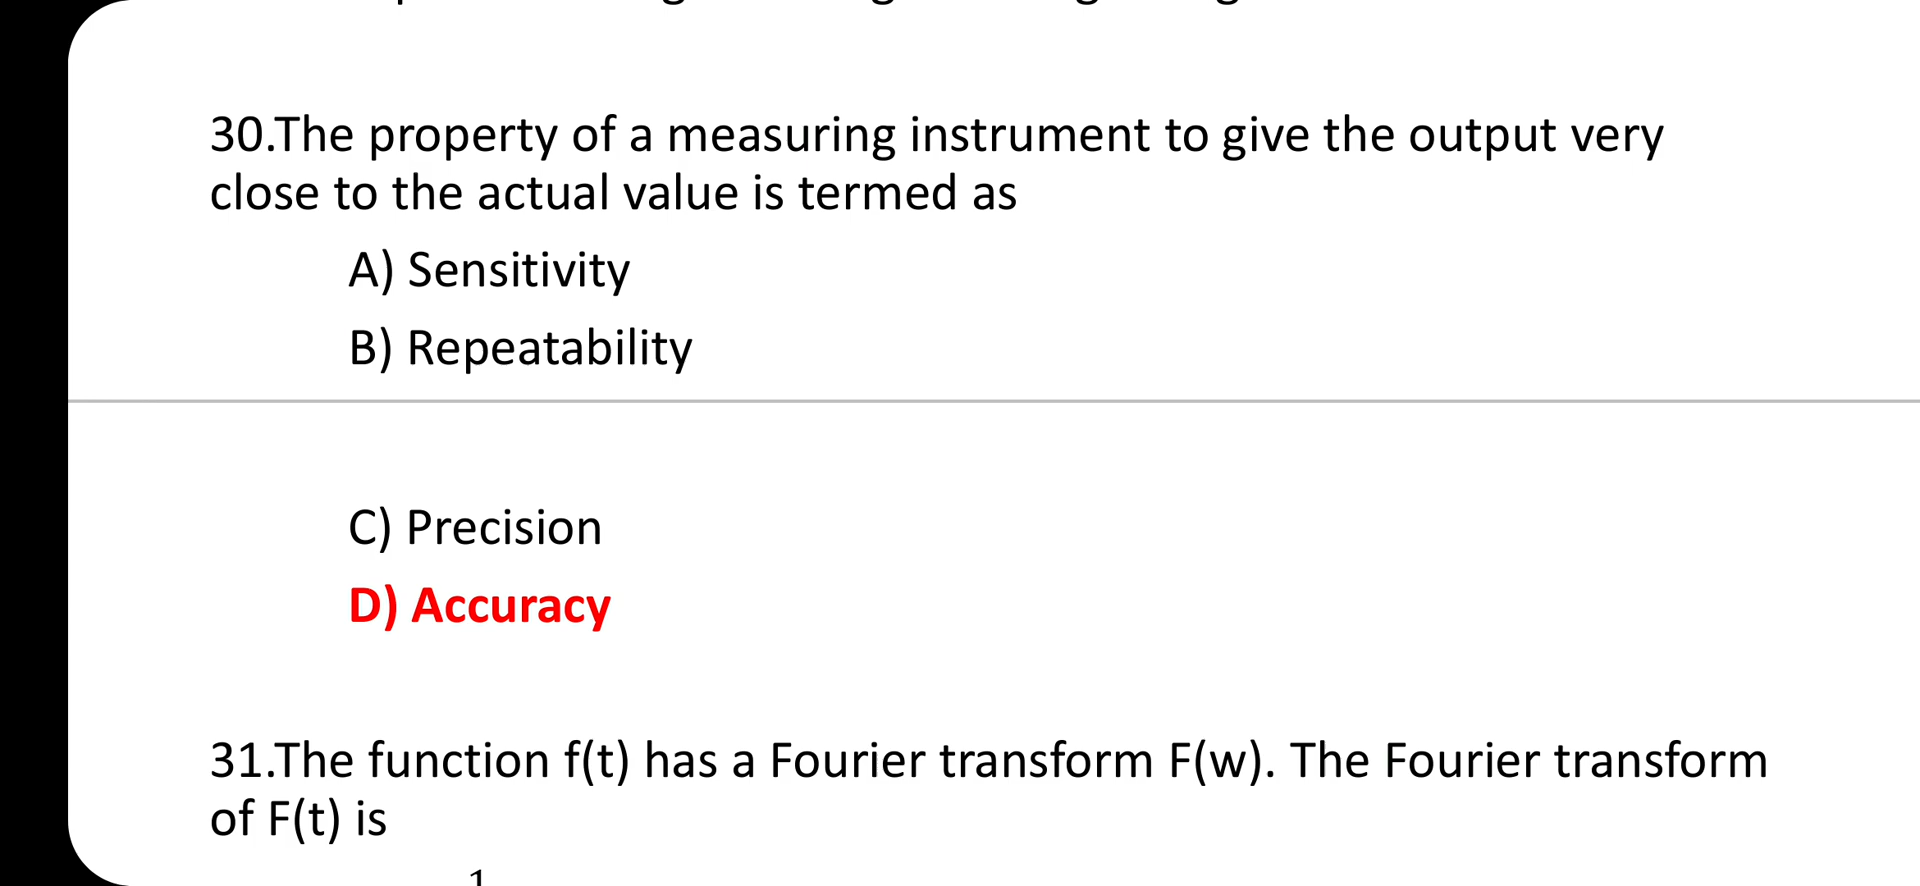 30.The property of a measuring instrument to give the output very
close to the actual value is termed as
A) Sensitivity
B) Repeatability
C) Precision
D) Accuracy
31.The function f(t) has a Fourier transform F(w). The Fourier transform
of F(t) is